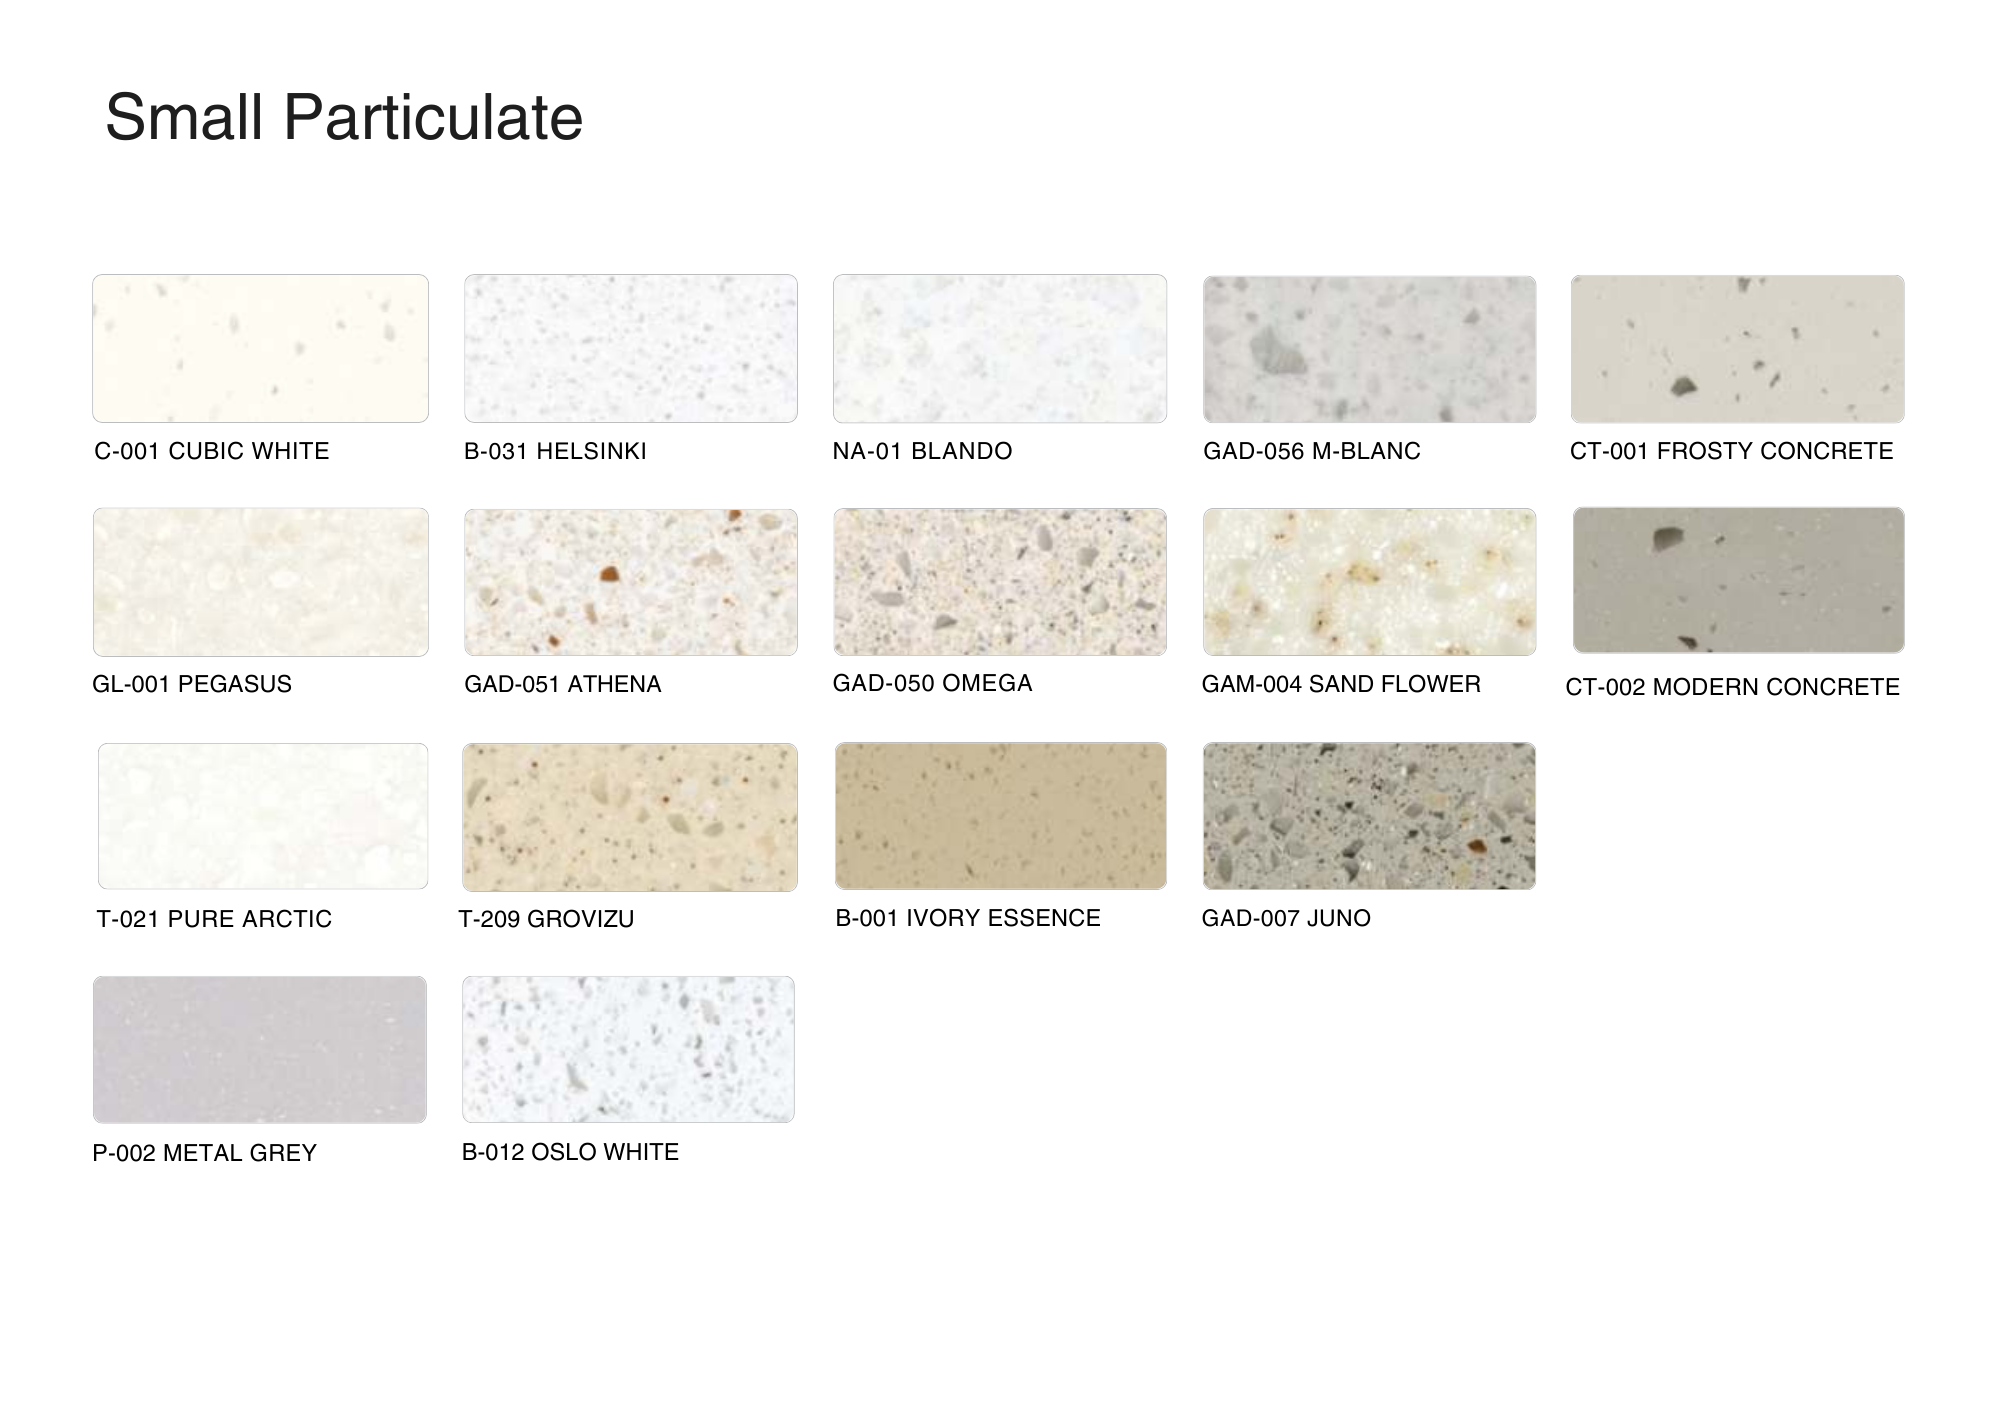 Small Particulate
C-001 CUBIC WHITE
B-031 HELSINKI
NA-01 BLANDO
GAD-056 M-BLANC
CT-001 FROSTY CONCRETE
GL-001 PEGASUS
GAD-051 ATHENA
GAD-050 OMEGA
GAM-004 SAND FLOWER
CT-002 MODERN CONCRETE
T-021 PURE ARCTIC
T-209 GROVIZU
B-001 IVORY ESSENCE
GAD-007 JUNO
P-002 METAL GREY
B-012 OSLO WHITE